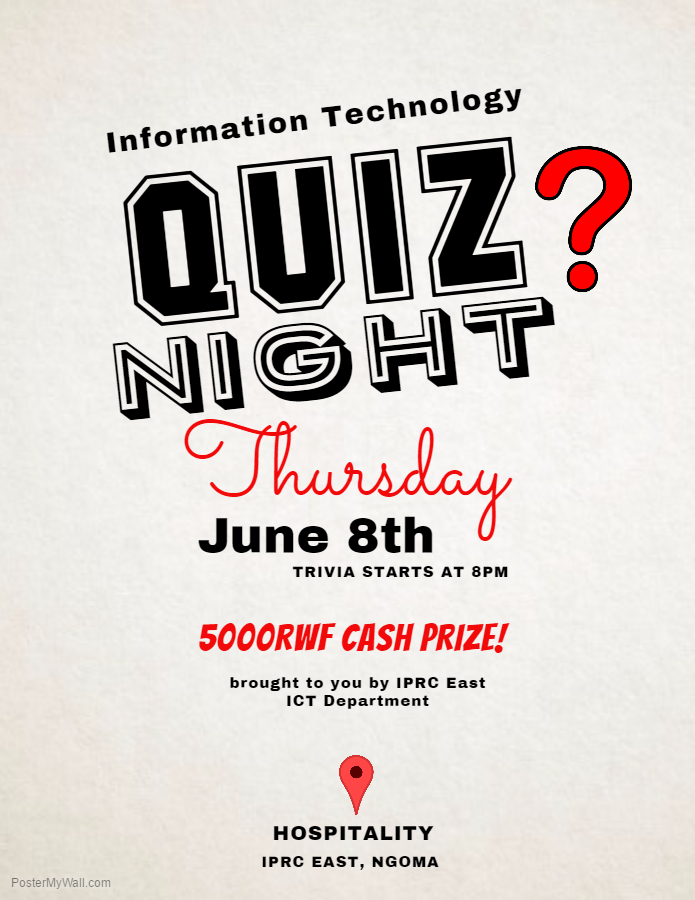 Information Technology
QUIZ?
NIGHT
Thursday
June 8th
TRIVIA STARTS AT 8PM
5000RWF CASH PRIZE!
brought to you by IPRC East
ICT Department
HOSPITALITY
IPRC EAST, NGOMA
PosterMyWall.com